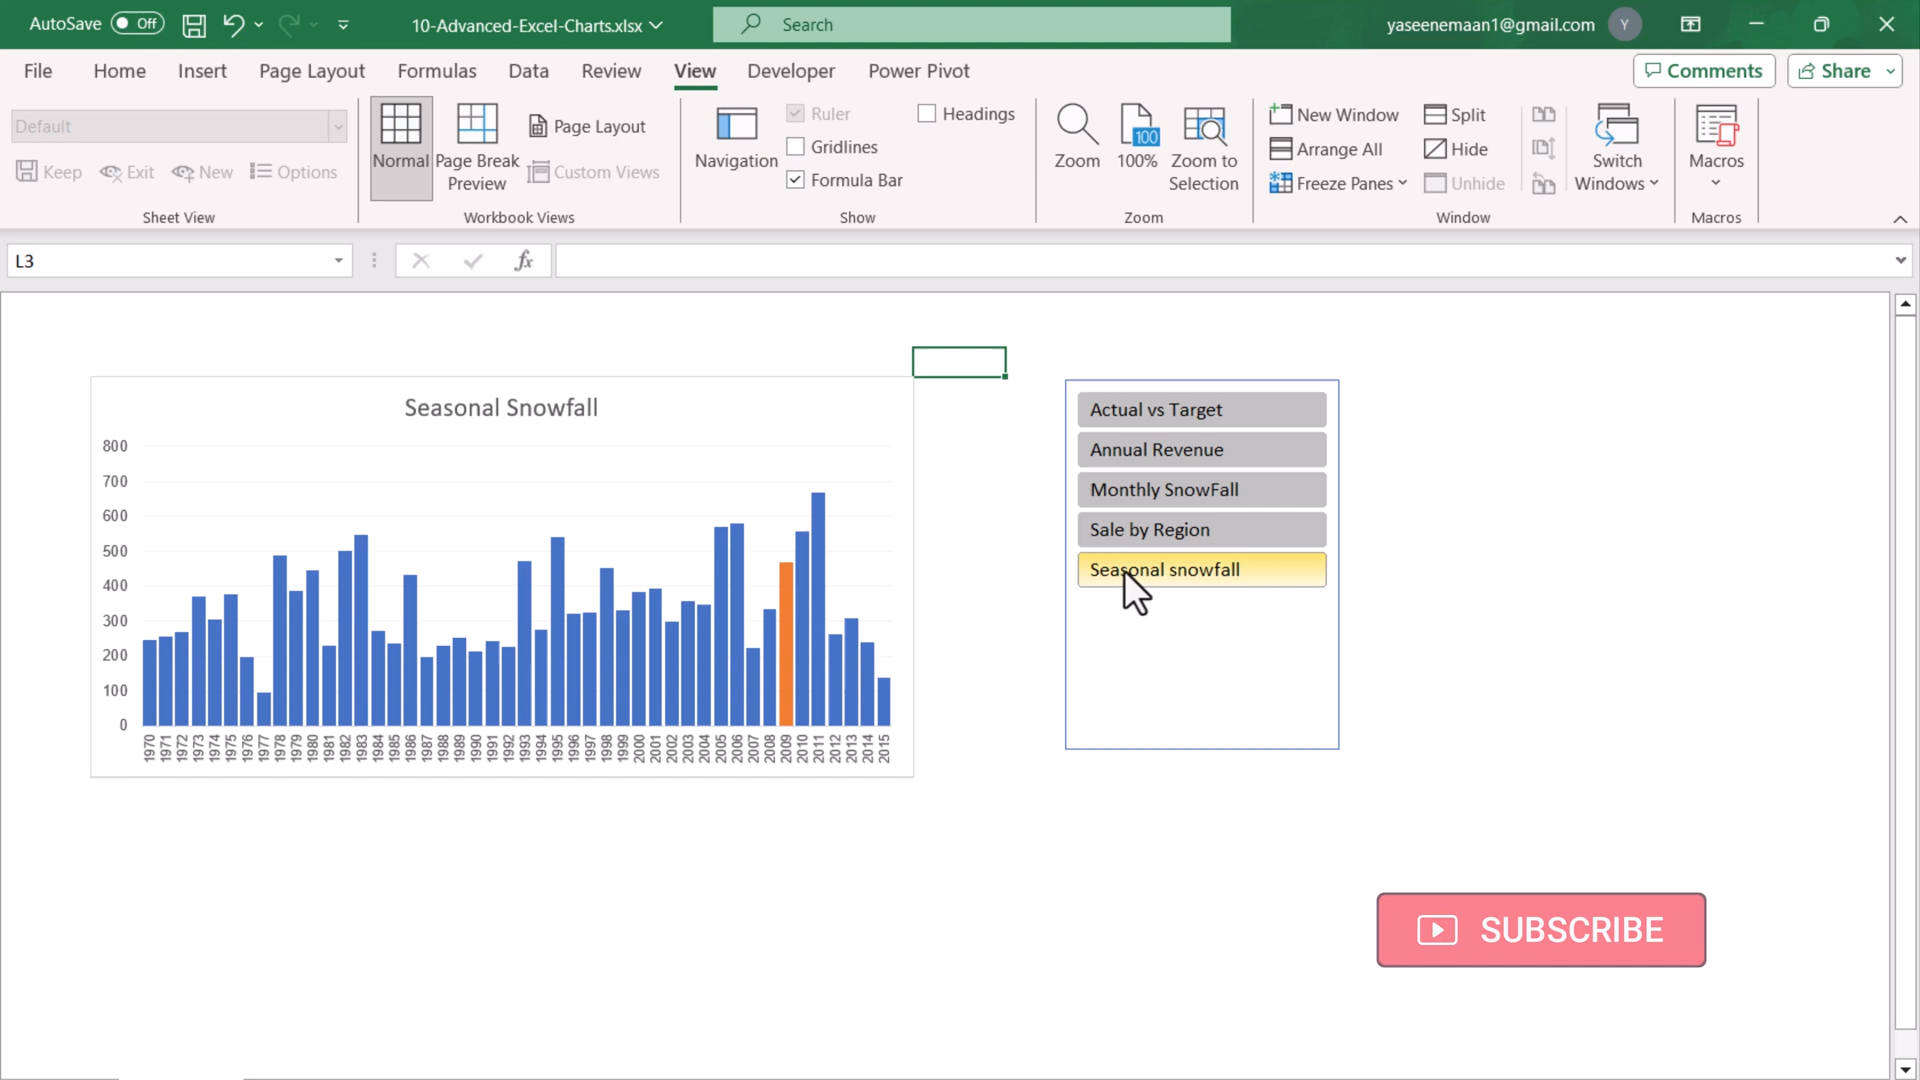 AutoSave Off 10-Advanced-Excel-Charts.xlsx Search yaseenemaan1@gmail.com Y
File Home Insert Page Layout Formulas Data Review View Developer Power Pivot Comments Share
Default
Keep Exit New Options
Sheet View
Normal
Page Break Preview
Page Layout
Custom Views
Workbook Views
Navigation
Ruler
Gridlines
Formula Bar
Headings
Show
Zoom
100
100%
Zoom to Selection
Zoom
New Window
Arrange All
Freeze Panes
Split
Hide
Unhide
Switch Windows
Window
Macros
Macros
L3
fx
Seasonal Snowfall
800
700
600
500
400
300
200
100
0
1970 1971 1972 1973 1974 1975 1976 1977 1978 1979 1980 1981 1982 1983 1984 1985 1986 1987 1988 1989 1990 1991 1992 1993 1994 1995 1996 1997 1998 1999 2000 2001 2002 2003 2004 2005 2006 2007 2008 2009 2010 2011 2012 2013 2014 2015
Actual vs Target
Annual Revenue
Monthly SnowFall
Sale by Region
Seasonal snowfall
SUBSCRIBE